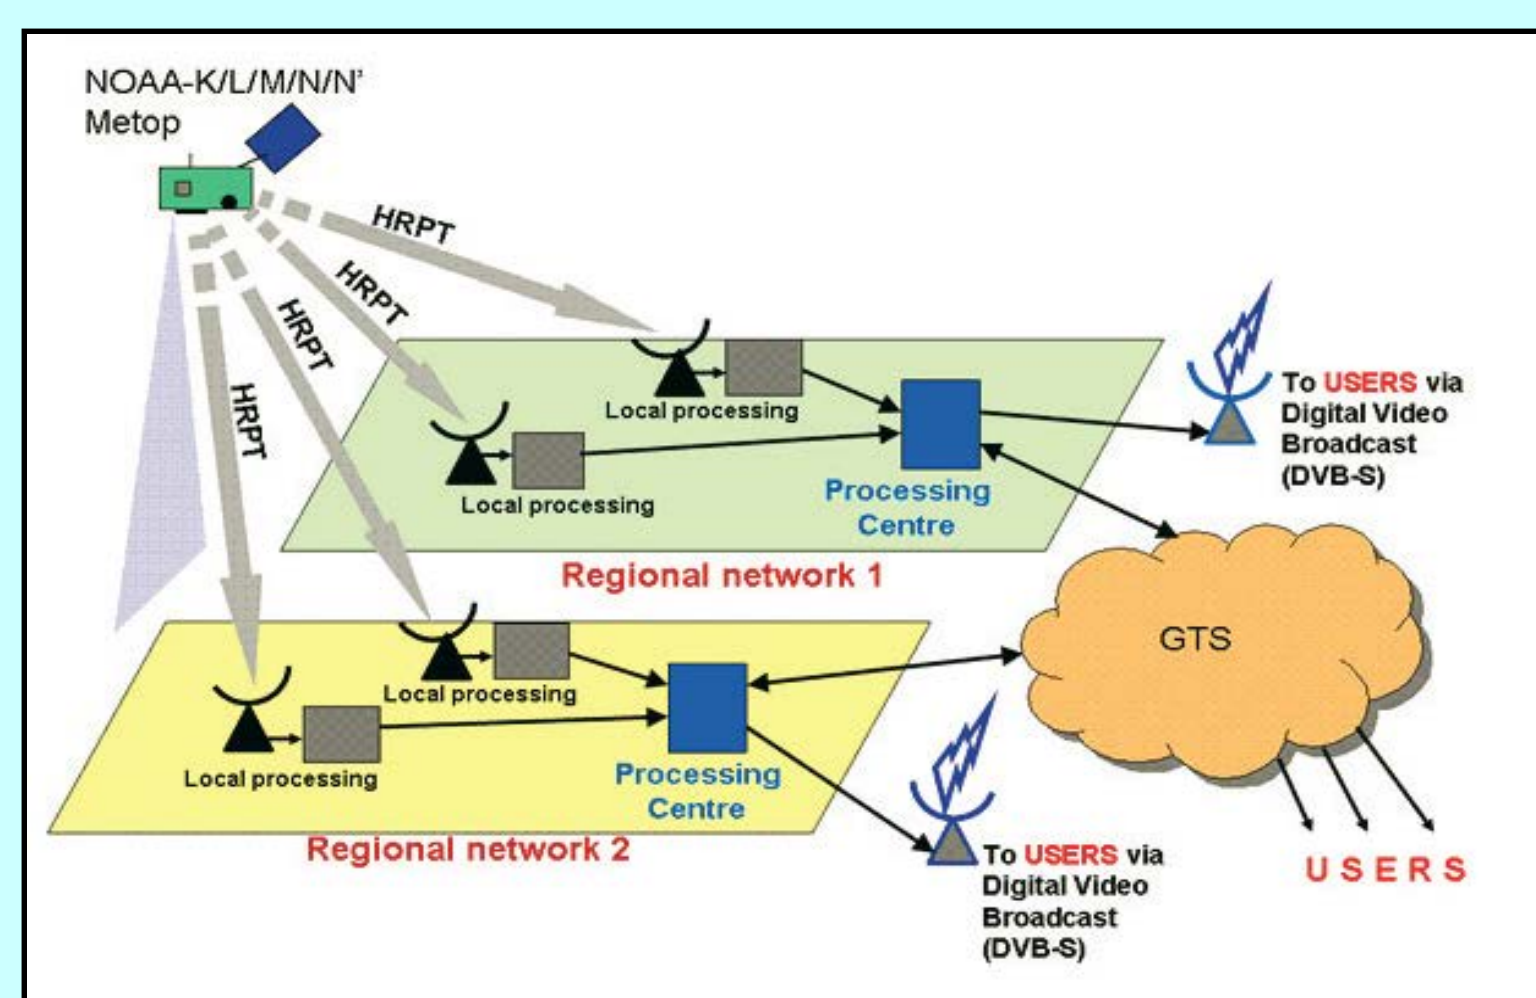 NOAA-K/L/M/N/N’
Metop
HRPT
HRPT
HRPT
HRPT
Local processing
Local processing
Processing
Centre
Regional network 1
To USERS via
Digital Video
Broadcast
(DVB-S)
GTS
Local processing
Local processing
Processing
Centre
Regional network 2
To USERS via
Digital Video
Broadcast
(DVB-S)
U S E R S